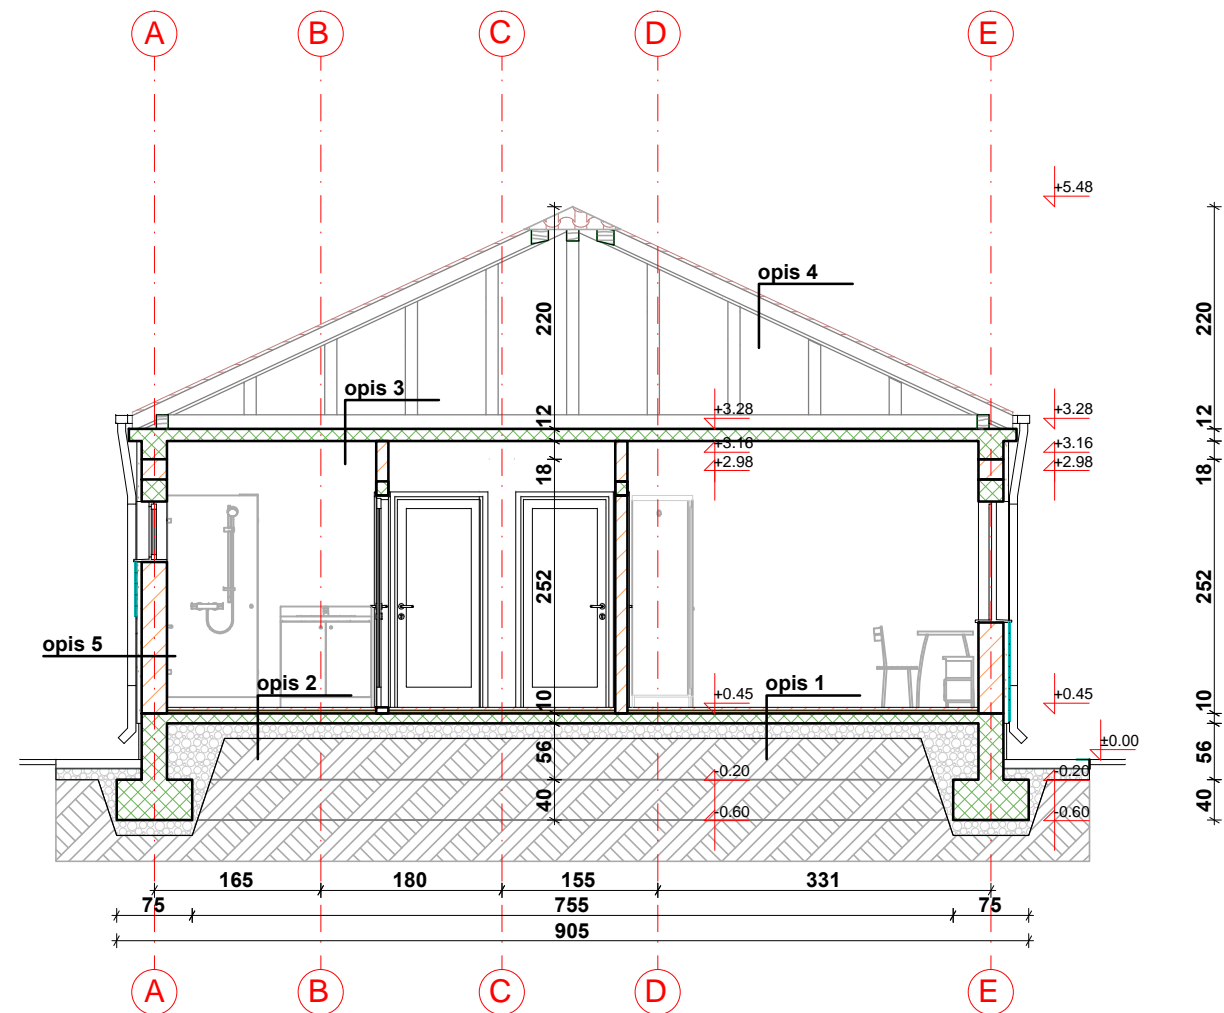 A B C D E
+5.48
opis 4
220 220
opis 3
12 +3.28 +3.28 12
+3.16 +3.16
18 +2.98 +2.98 18
252 252
opis 5
opis 2 10 +0.45 opis 1 +0.45 10
±0.00
56 -0.20 -0.20 56
40 -0.60 -0.60 40
165 180 155 331
75 755 75
905
A B C D E